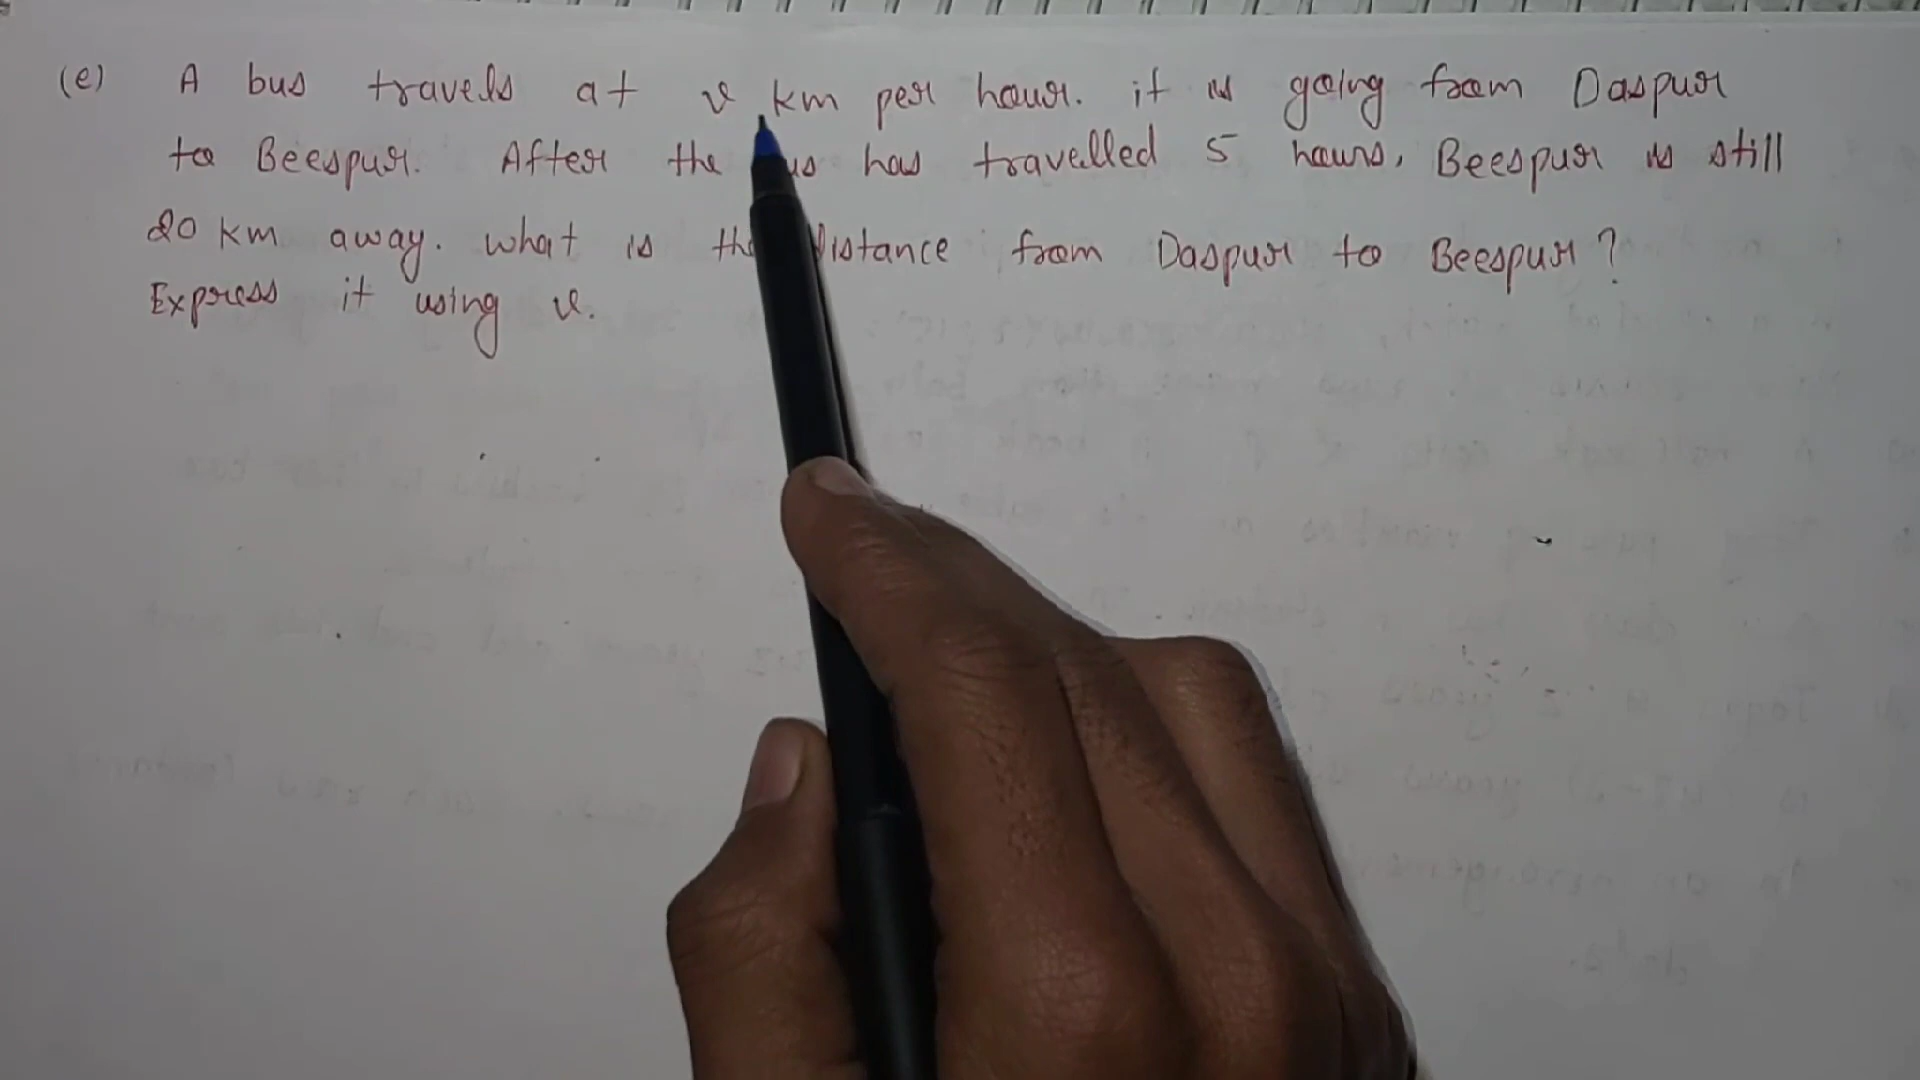 (e) A bus travels at v km per hour. it is going from Daspur
to Beespur. After the bus has travelled 5 hours, Beespur is still
20 km away. what is the distance from Daspur to Beespur?
Express it using v.